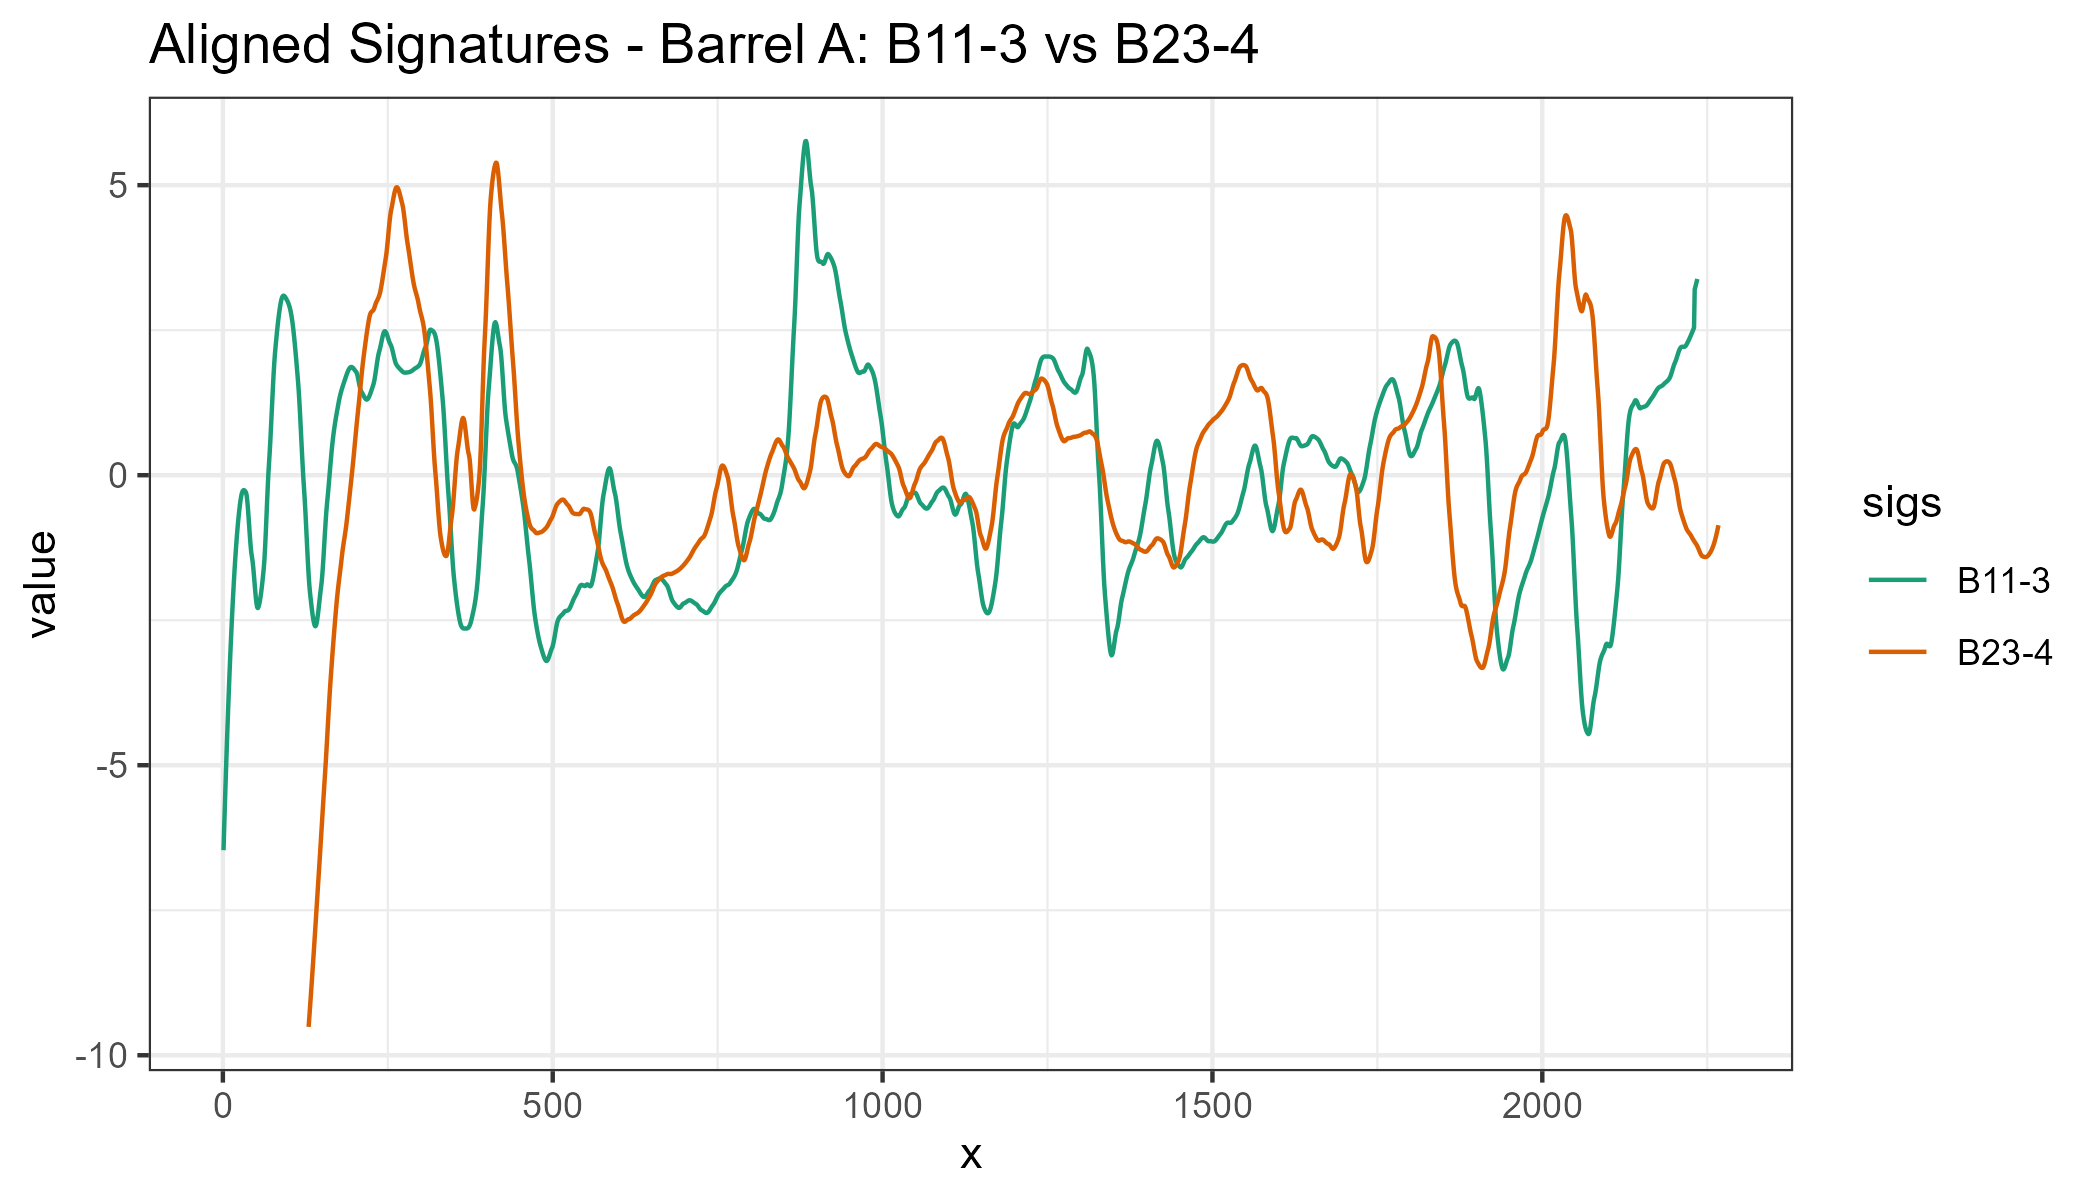 Aligned Signatures - Barrel A: B11-3 vs B23-4
5
0
-5
-10
value
0 500 1000 1500 2000
x
sigs
B11-3
B23-4